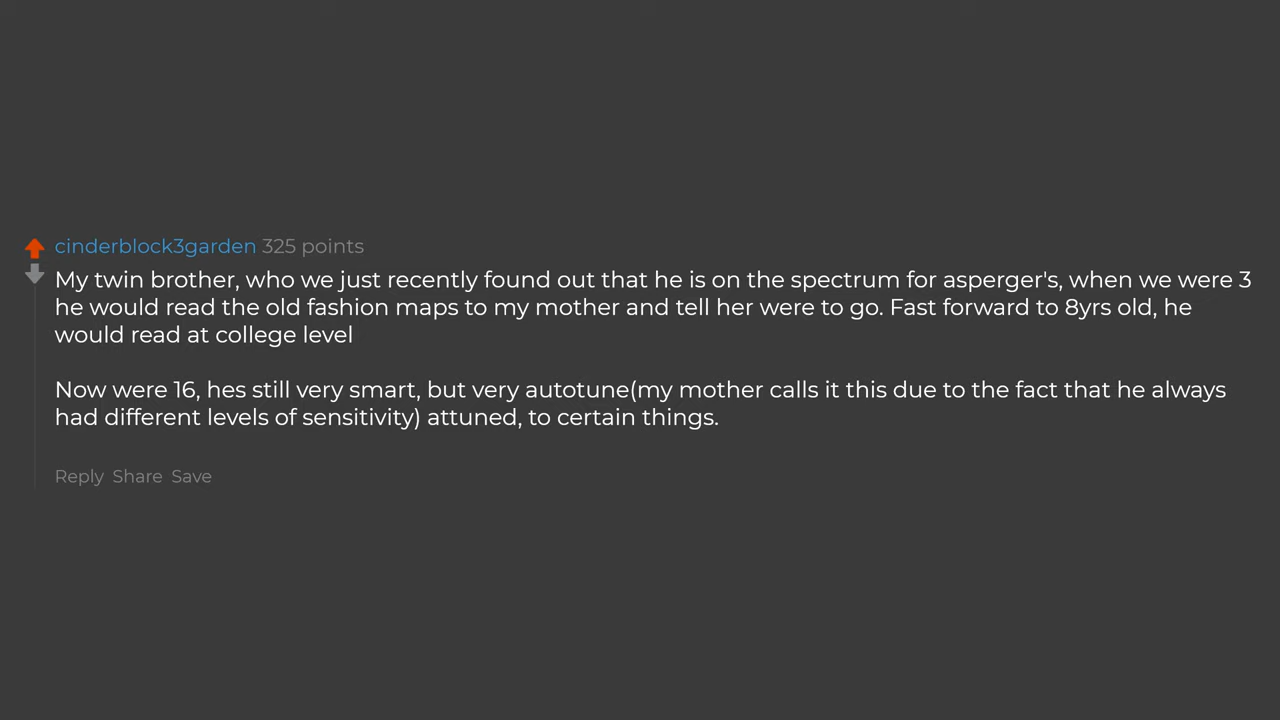 cinderblock3garden 325 points
My twin brother, who we just recently found out that he is on the spectrum for asperger's, when we were 3
he would read the old fashion maps to my mother and tell her were to go. Fast forward to 8yrs old, he
would read at college level
Now were 16, hes still very smart, but very autotune(my mother calls it this due to the fact that he always
had different levels of sensitivity) attuned, to certain things.
Reply Share Save